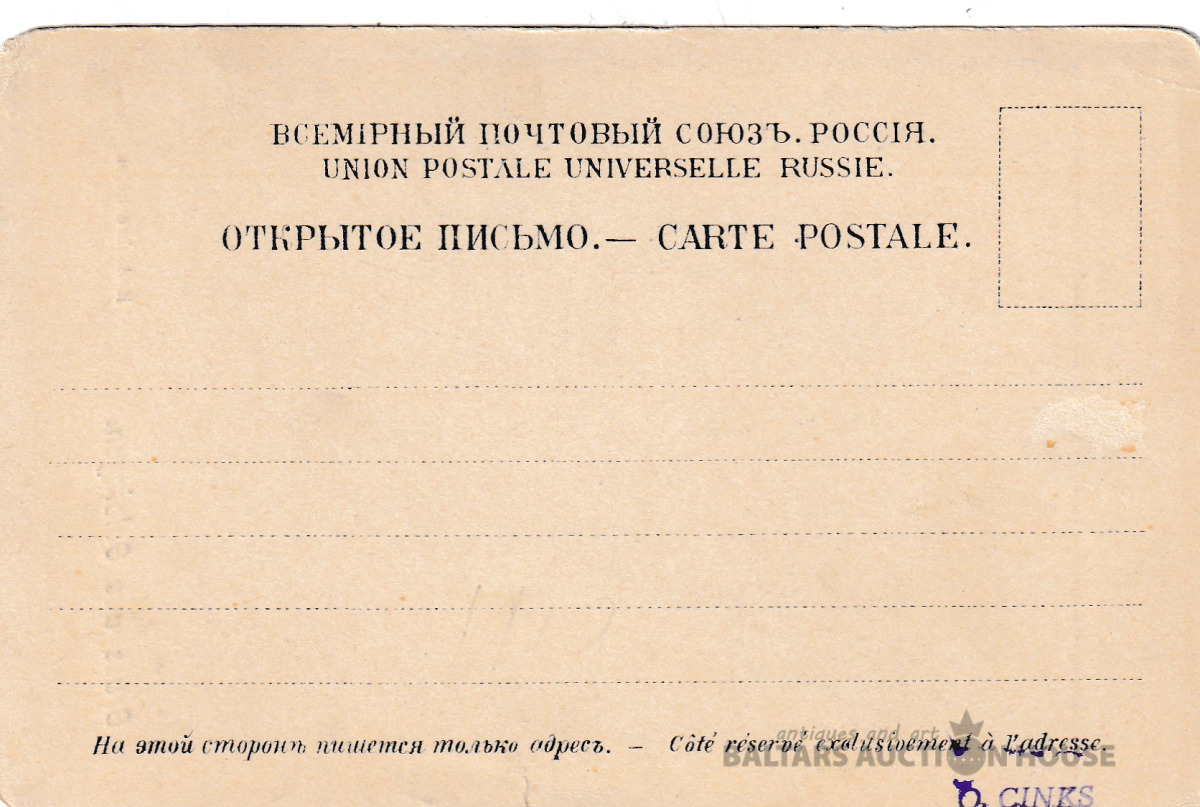 ВСЕМІРНЫЙ ПОЧТОВЫЙ СОЮЗЪ. РОССІЯ.
UNION POSTALE UNIVERSELLE RUSSIE.
ОТКРЫТОЕ ПИСЬМО.— CARTE POSTALE.
На этой сторонѣ пишется только адресъ. — Côté réservé exclusivement à l'adresse.
antiques and art
BALTARS AUCTION HOUSE
CINKS